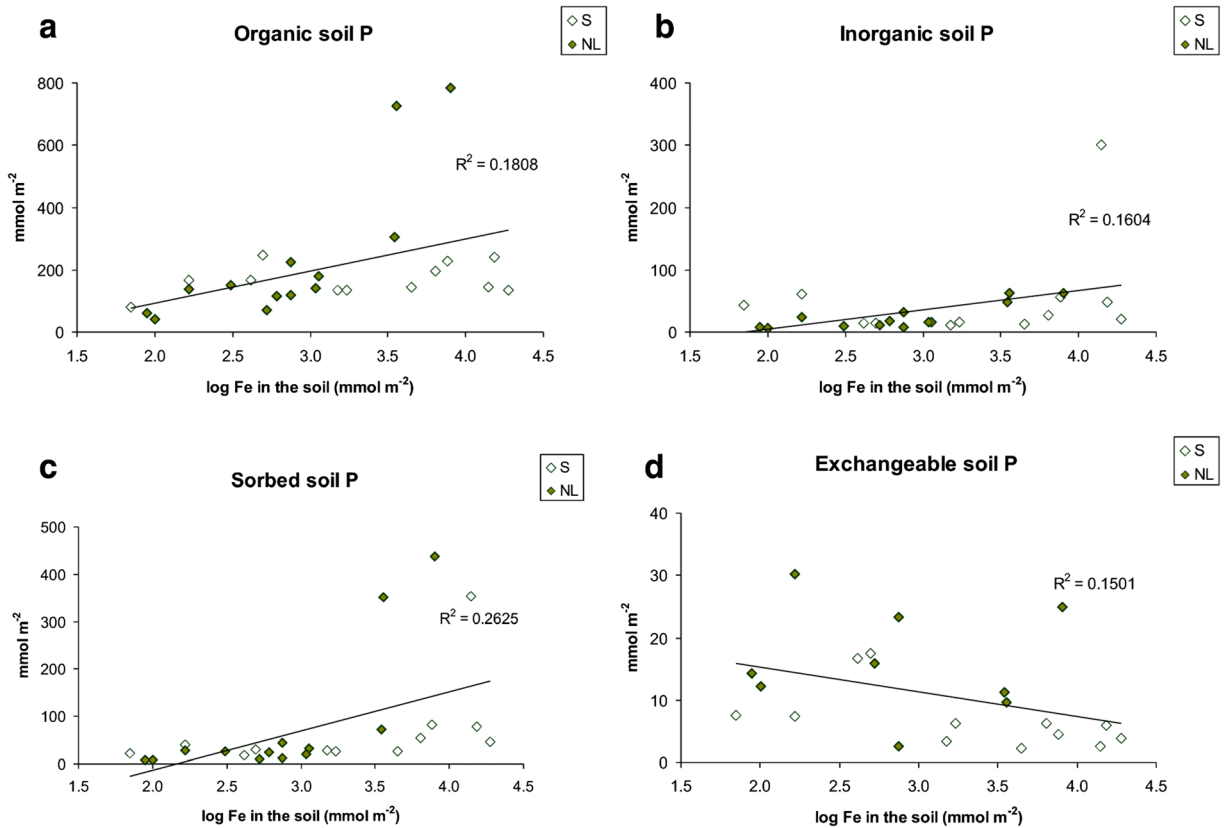 a
Organic soil P
S
NL
800
600
400
200
0
mmol m⁻²
R² = 0.1808
1.5 2.0 2.5 3.0 3.5 4.0 4.5
log Fe in the soil (mmol m⁻²)
b
Inorganic soil P
S
NL
400
300
200
100
0
mmol m⁻²
R² = 0.1604
1.5 2.0 2.5 3.0 3.5 4.0 4.5
log Fe in the soil (mmol m⁻²)
c
Sorbed soil P
S
NL
500
400
300
200
100
0
mmol m⁻²
R² = 0.2625
1.5 2.0 2.5 3.0 3.5 4.0 4.5
log Fe in the soil (mmol m⁻²)
d
Exchangeable soil P
S
NL
40
30
20
10
0
mmol m⁻²
R² = 0.1501
1.5 2.0 2.5 3.0 3.5 4.0 4.5
log Fe in the soil (mmol m⁻²)